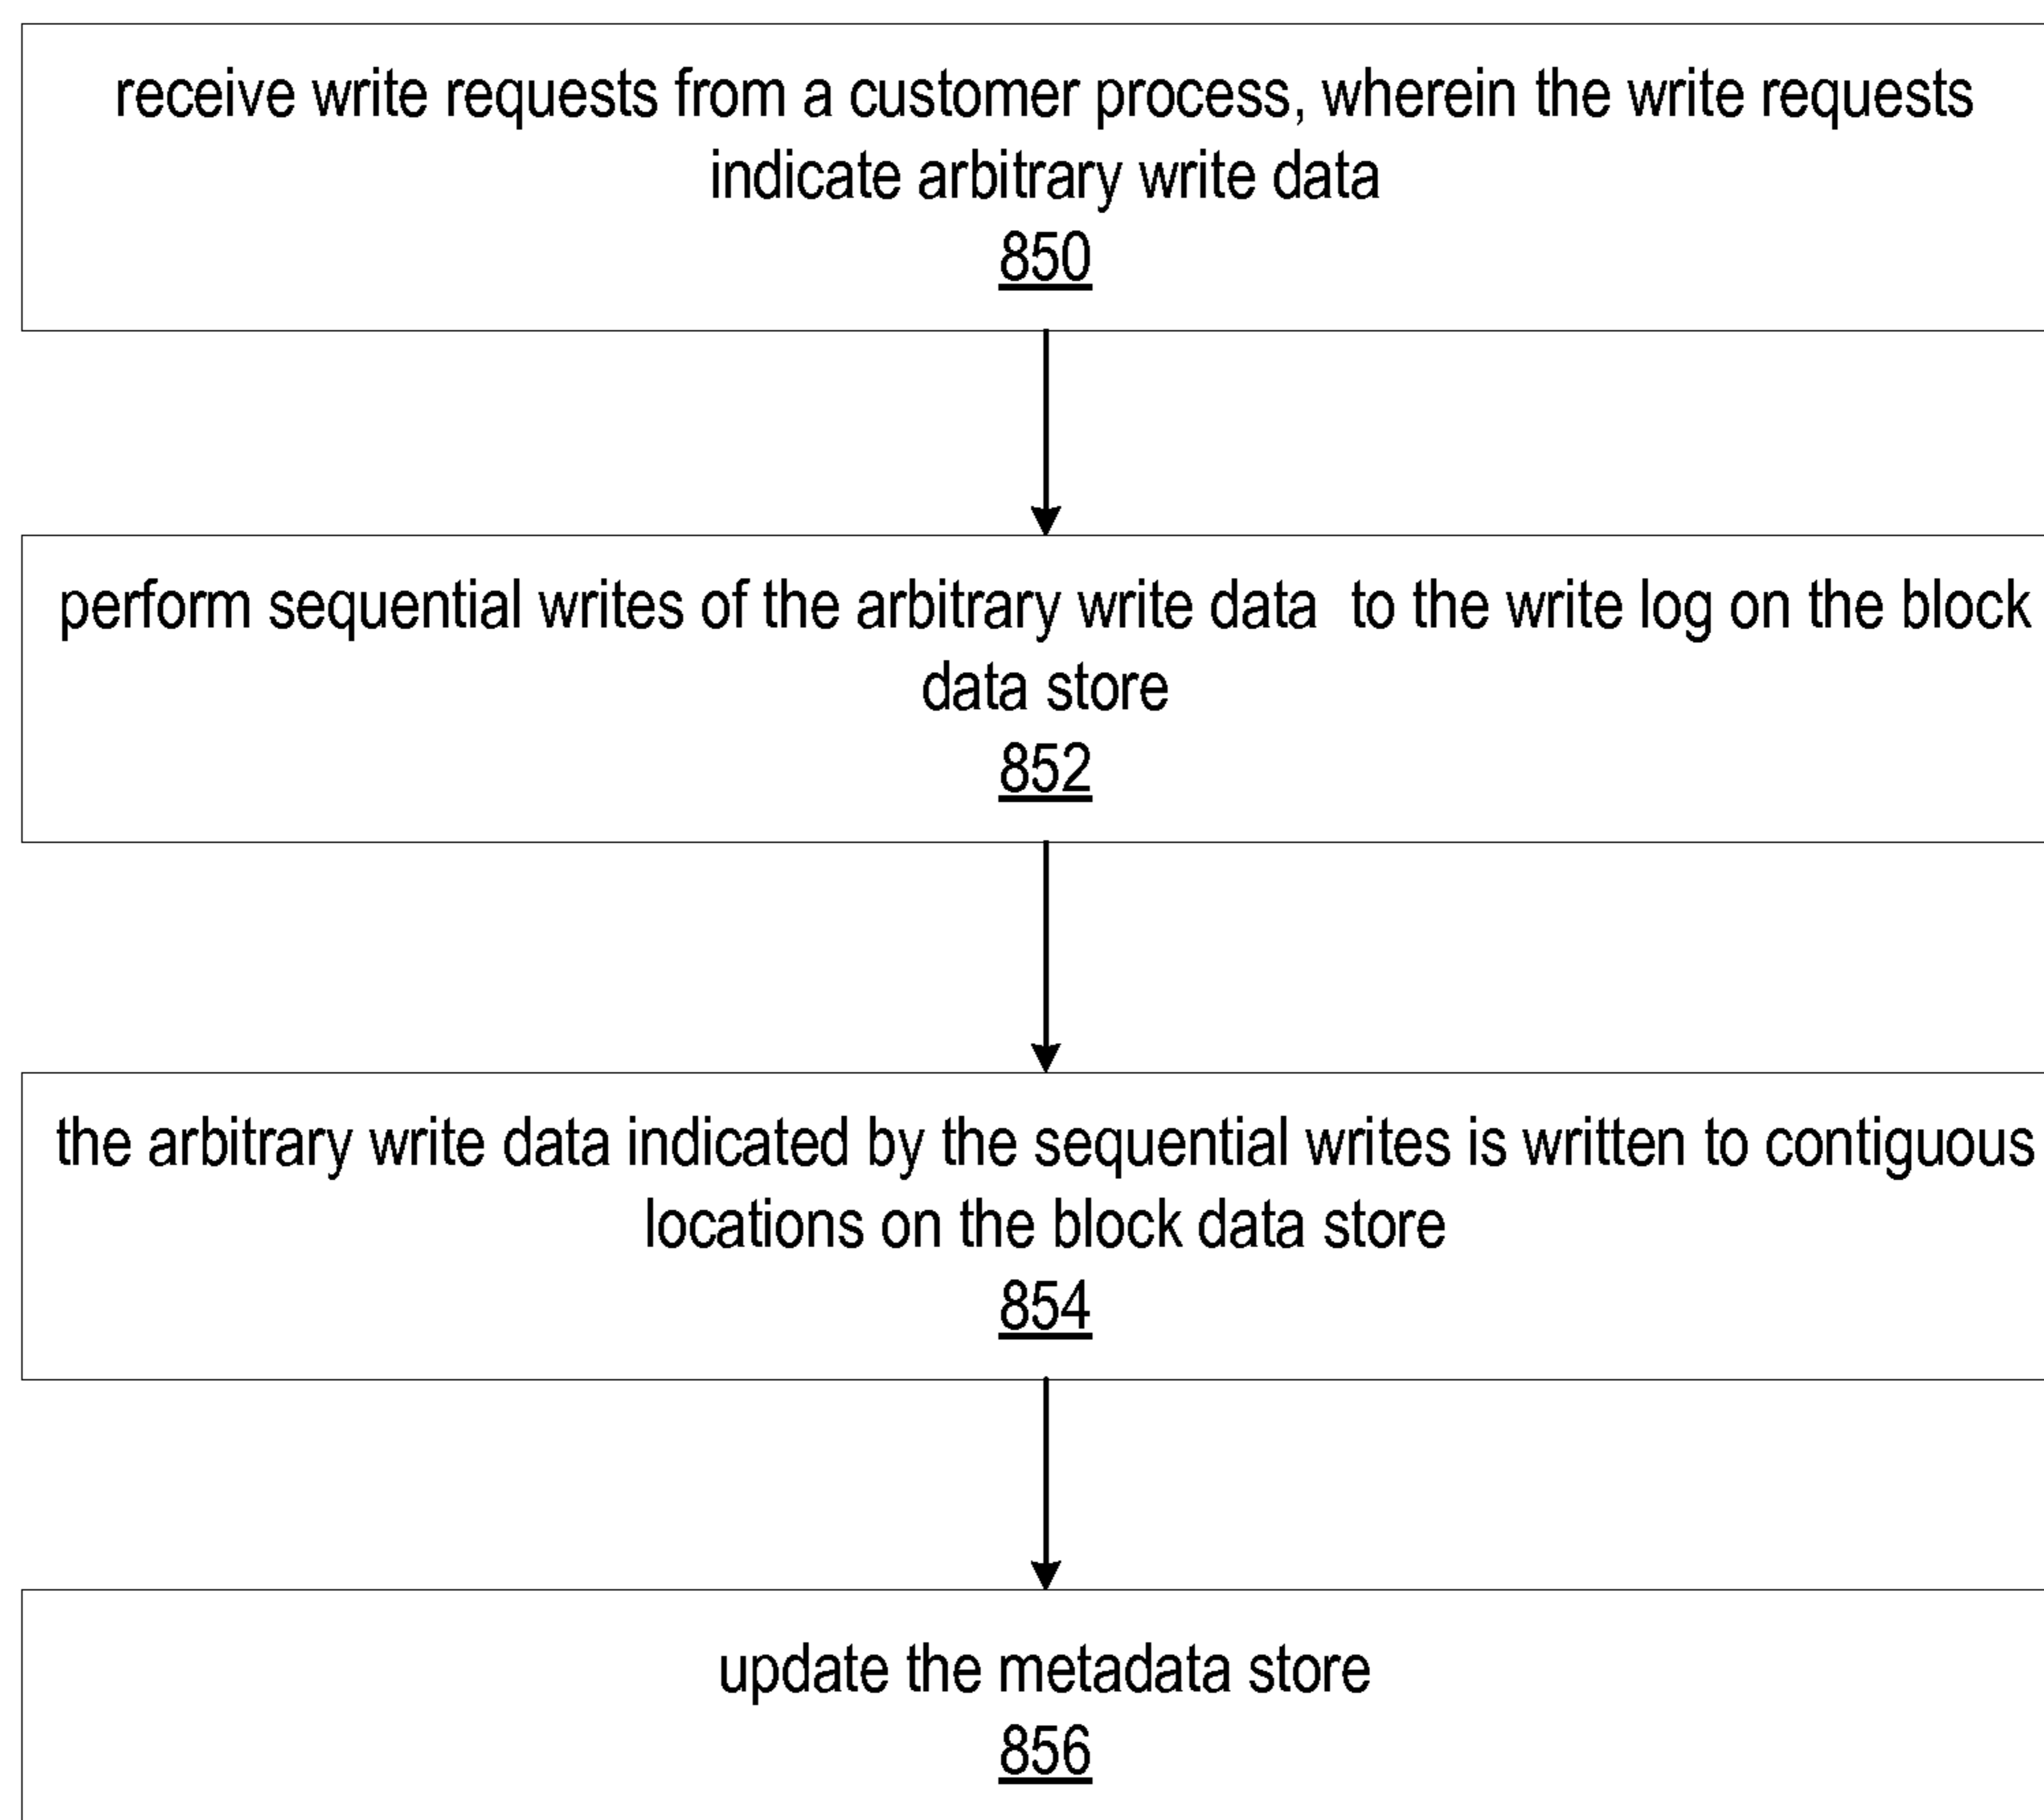 receive write requests from a customer process, wherein the write requests
indicate arbitrary write data
850
perform sequential writes of the arbitrary write data  to the write log on the block
data store
852
the arbitrary write data indicated by the sequential writes is written to contiguous
locations on the block data store
854
update the metadata store
856